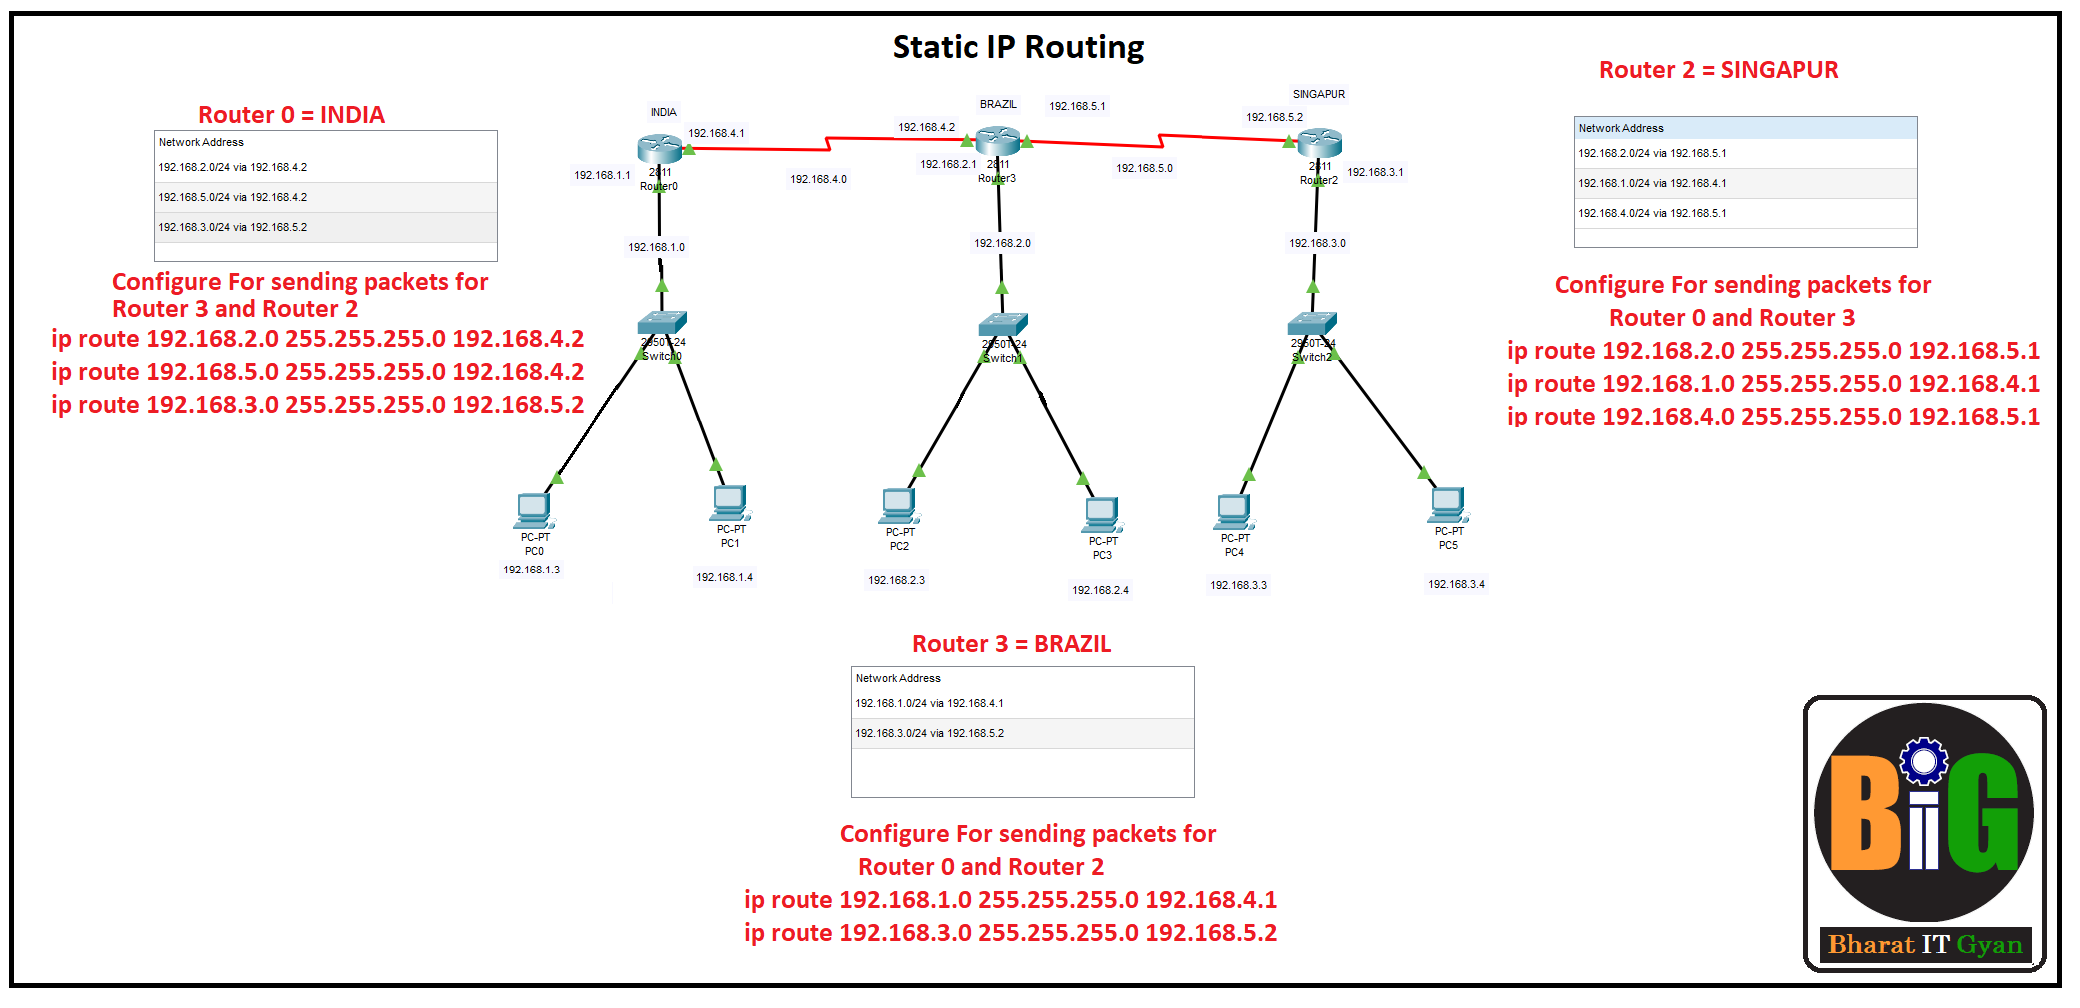 Static IP Routing
Router 0 = INDIA
Network Address
192.168.2.0/24 via 192.168.4.2
192.168.5.0/24 via 192.168.4.2
192.168.3.0/24 via 192.168.5.2
Configure For sending packets for
Router 3 and Router 2
ip route 192.168.2.0 255.255.255.0 192.168.4.2
ip route 192.168.5.0 255.255.255.0 192.168.4.2
ip route 192.168.3.0 255.255.255.0 192.168.5.2
INDIA
192.168.4.1
192.168.1.1
2811
Router0
192.168.4.0
192.168.1.0
2950T-24
Switch0
PC-PT
PC0
192.168.1.3
PC-PT
PC1
192.168.1.4
BRAZIL
192.168.5.1
192.168.4.2
192.168.2.1
2811
Router3
192.168.5.0
192.168.2.0
2950T-24
Switch1
PC-PT
PC2
192.168.2.3
PC-PT
PC3
192.168.2.4
SINGAPUR
192.168.5.2
192.168.3.1
2811
Router2
192.168.3.0
2950T-24
Switch2
PC-PT
PC4
192.168.3.3
PC-PT
PC5
192.168.3.4
Router 2 = SINGAPUR
Network Address
192.168.2.0/24 via 192.168.5.1
192.168.1.0/24 via 192.168.4.1
192.168.4.0/24 via 192.168.5.1
Configure For sending packets for
Router 0 and Router 3
ip route 192.168.2.0 255.255.255.0 192.168.5.1
ip route 192.168.1.0 255.255.255.0 192.168.4.1
ip route 192.168.4.0 255.255.255.0 192.168.5.1
Router 3 = BRAZIL
Network Address
192.168.1.0/24 via 192.168.4.1
192.168.3.0/24 via 192.168.5.2
Configure For sending packets for
Router 0 and Router 2
ip route 192.168.1.0 255.255.255.0 192.168.4.1
ip route 192.168.3.0 255.255.255.0 192.168.5.2
BiG
Bharat IT Gyan